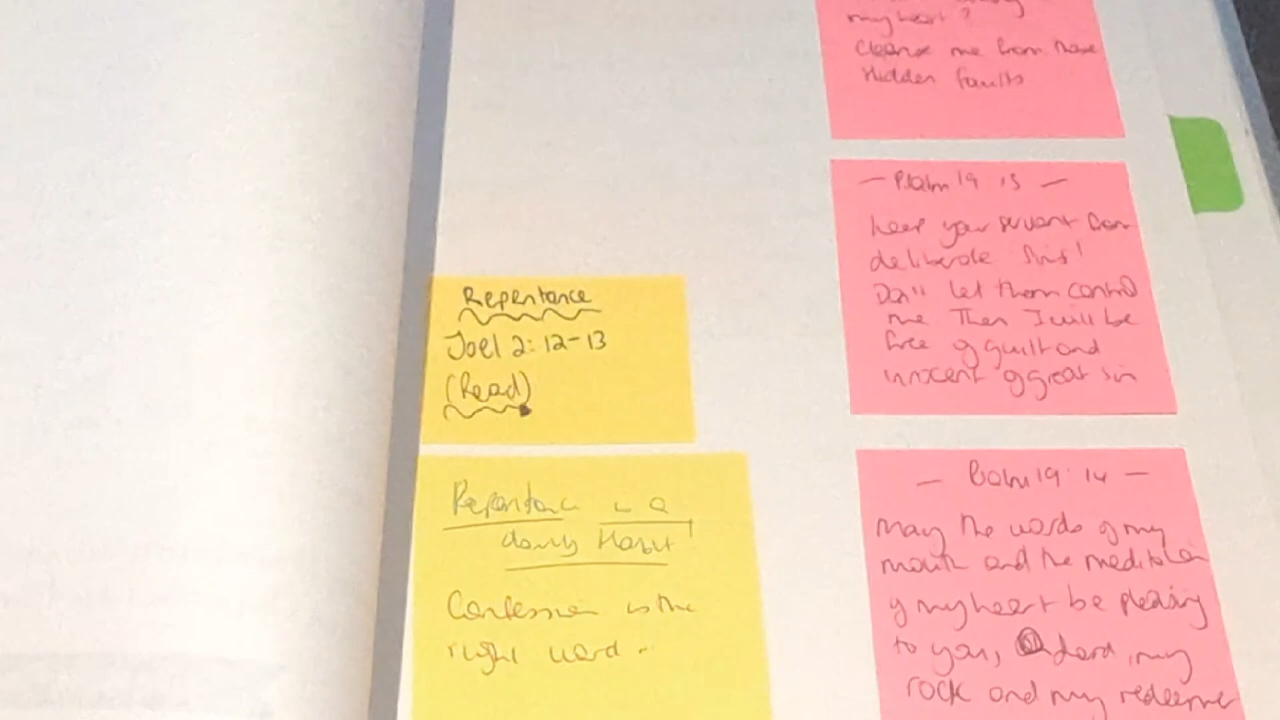 Repentance
Joel 2:12-13
(Read)
Repentance is a
daily Habit!
Confession is the
right word
my heart?
Cleanse me from these
Hidden faults
- Psalm 19 13 -
keep your servant from
deliberate sins!
Don't let them control
me Then I will be
free of guilt and
innocent of great sin
- Psalm 19:14 -
May the words of my
mouth and the meditation
of my heart be pleasing
to you, Lord, my
rock and my redeemer